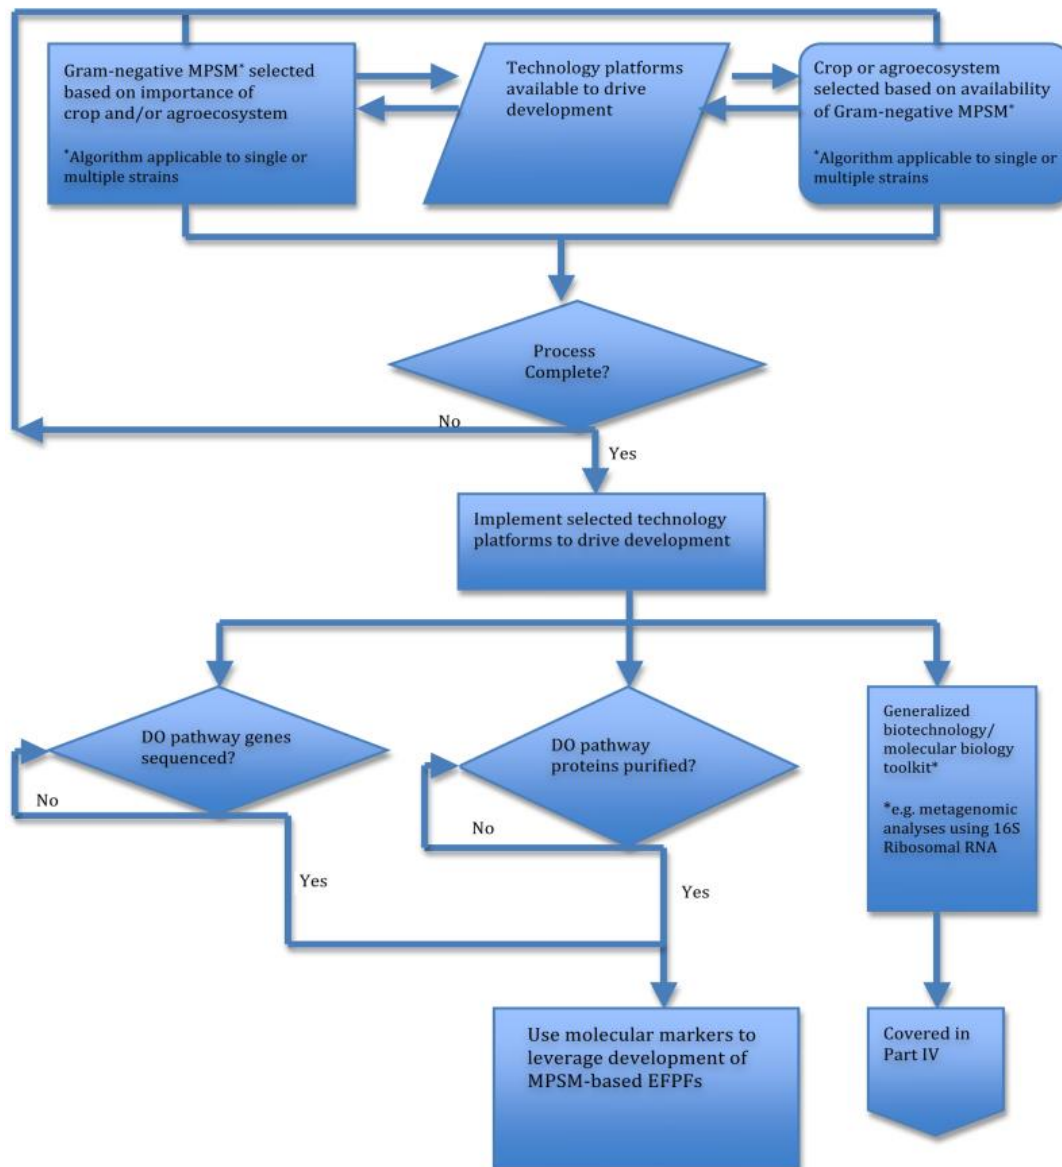 Gram-negative MPSM* selected
based on importance of
crop and/or agroecosystem
*Algorithm applicable to single or
multiple strains
Technology platforms
available to drive
development
Crop or agroecosystem
selected based on availability
of Gram-negative MPSM*
*Algorithm applicable to single or
multiple strains
Process
Complete?
No
Yes
Implement selected technology
platforms to drive development
DO pathway genes
sequenced?
No
Yes
DO pathway
proteins purified?
No
Yes
Generalized
biotechnology/
molecular biology
toolkit*
*e.g. metagenomic
analyses using 16S
Ribosomal RNA
Use molecular markers to
leverage development of
MPSM-based EFPFs
Covered in
Part IV